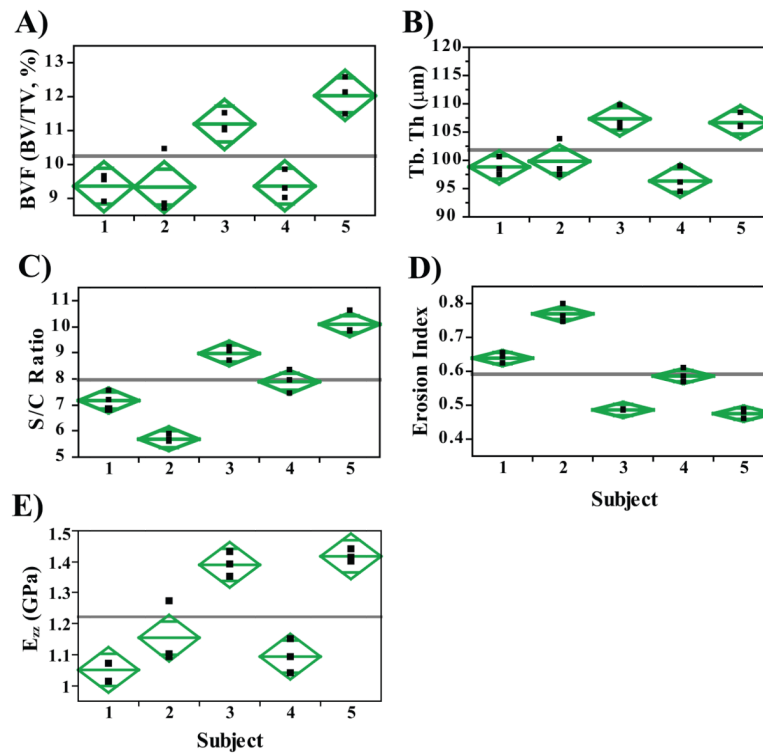 A)
BVF (BV/TV, %)
13
12
11
10
9
1 2 3 4 5
B)
Tb. Th (μm)
120
115
110
105
100
95
90
1 2 3 4 5
C)
S/C Ratio
11
10
9
8
7
6
5
1 2 3 4 5
D)
Erosion Index
0.8
0.7
0.6
0.5
0.4
1 2 3 4 5
Subject
E)
Ezz (GPa)
1.5
1.4
1.3
1.2
1.1
1
1 2 3 4 5
Subject